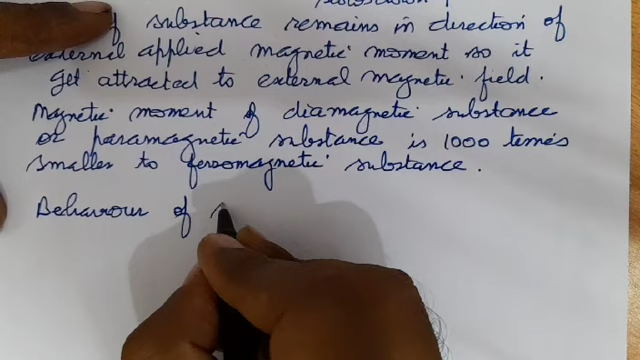 of substance remains in direction of
external applied magnetic moment so it
get attracted to external magnetic field.
Magnetic moment of diamagnetic substance
or paramagnetic substance is 1000 times
smaller to ferromagnetic substance.
Behaviour of